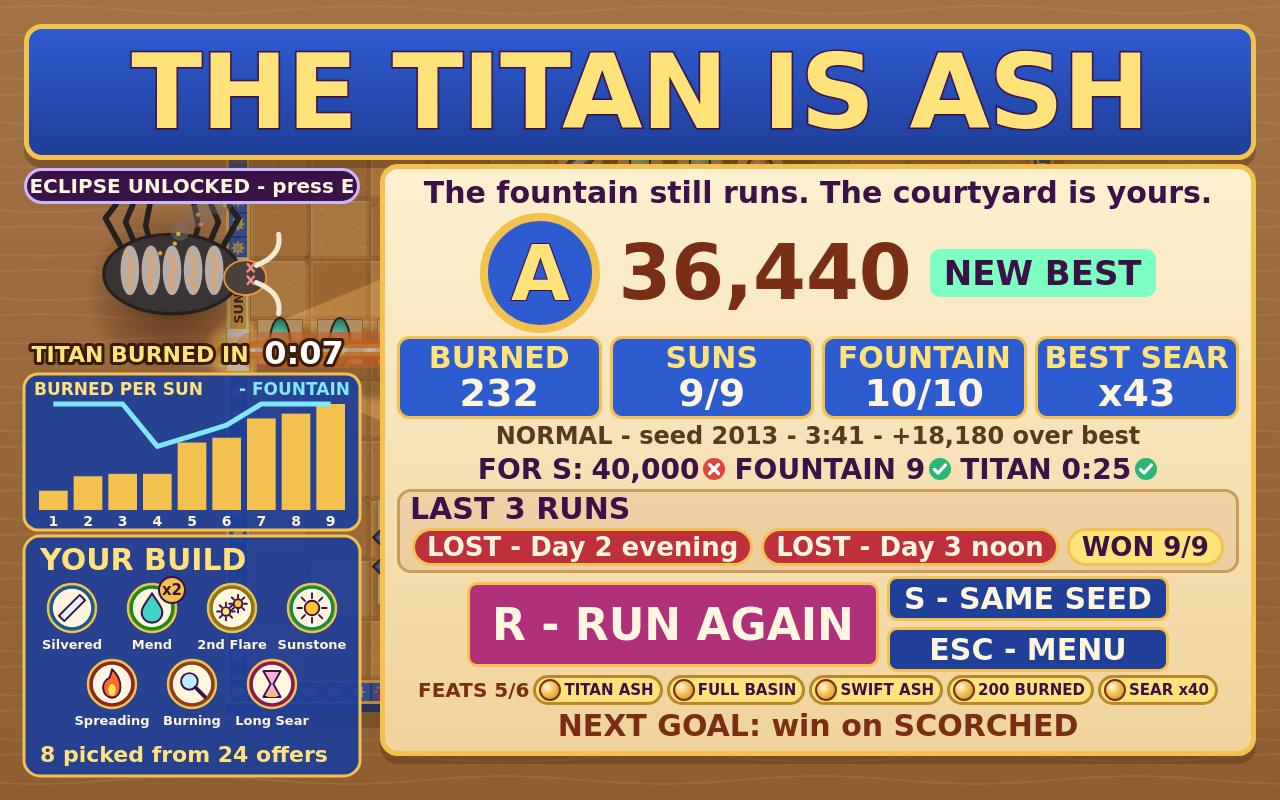 THE TITAN IS ASH
ECLIPSE UNLOCKED - press E
SUN
TITAN BURNED IN 0:07
BURNED PER SUN - FOUNTAIN
1 2 3 4 5 6 7 8 9
YOUR BUILD
x2
Silvered Mend 2nd Flare Sunstone
Spreading Burning Long Sear
8 picked from 24 offers
The fountain still runs. The courtyard is yours.
A 36,440 NEW BEST
BURNED SUNS FOUNTAIN BEST SEAR
232 9/9 10/10 x43
NORMAL - seed 2013 - 3:41 - +18,180 over best
FOR S: 40,000 FOUNTAIN 9 TITAN 0:25
LAST 3 RUNS
LOST - Day 2 evening LOST - Day 3 noon WON 9/9
R - RUN AGAIN
S - SAME SEED
ESC - MENU
FEATS 5/6 TITAN ASH FULL BASIN SWIFT ASH 200 BURNED SEAR x40
NEXT GOAL: win on SCORCHED